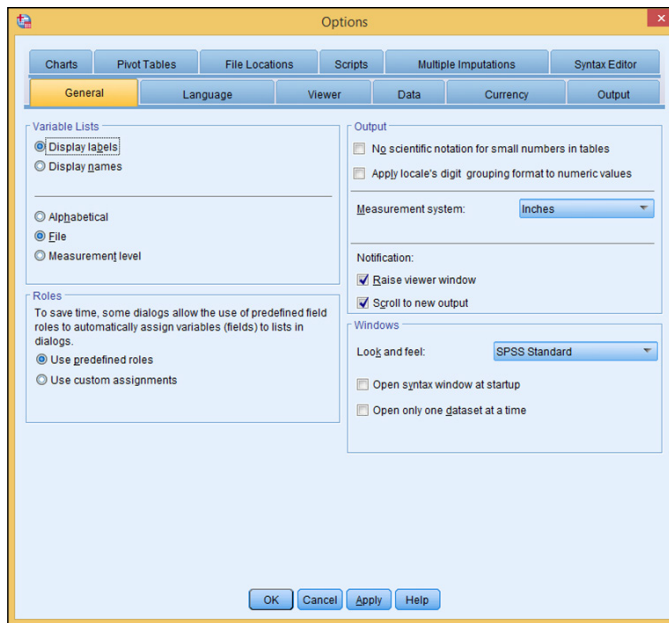 Options
Charts
Pivot Tables
File Locations
Scripts
Multiple Imputations
Syntax Editor
General
Language
Viewer
Data
Currency
Output
Variable Lists
Display labels
Display names
Alphabetical
File
Measurement level
Roles
To save time, some dialogs allow the use of predefined field
roles to automatically assign variables (fields) to lists in
dialogs.
Use predefined roles
Use custom assignments
Output
No scientific notation for small numbers in tables
Apply locale's digit grouping format to numeric values
Measurement system: Inches
Notification:
Raise viewer window
Scroll to new output
Windows
Look and feel: SPSS Standard
Open syntax window at startup
Open only one dataset at a time
OK
Cancel
Apply
Help